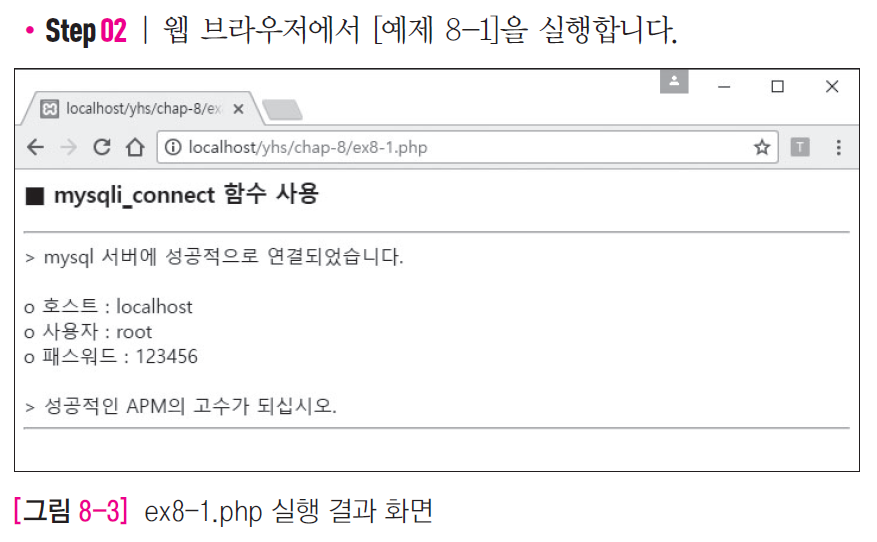 • Step 02 | 웹 브라우저에서 [예제 8-1]을 실행합니다.
localhost/yhs/chap-8/ex
localhost/yhs/chap-8/ex8-1.php
T
■ mysqli_connect 함수 사용
> mysql 서버에 성공적으로 연결되었습니다.
o 호스트 : localhost
o 사용자 : root
o 패스워드 : 123456
> 성공적인 APM의 고수가 되십시오.
[그림 8-3] ex8-1.php 실행 결과 화면